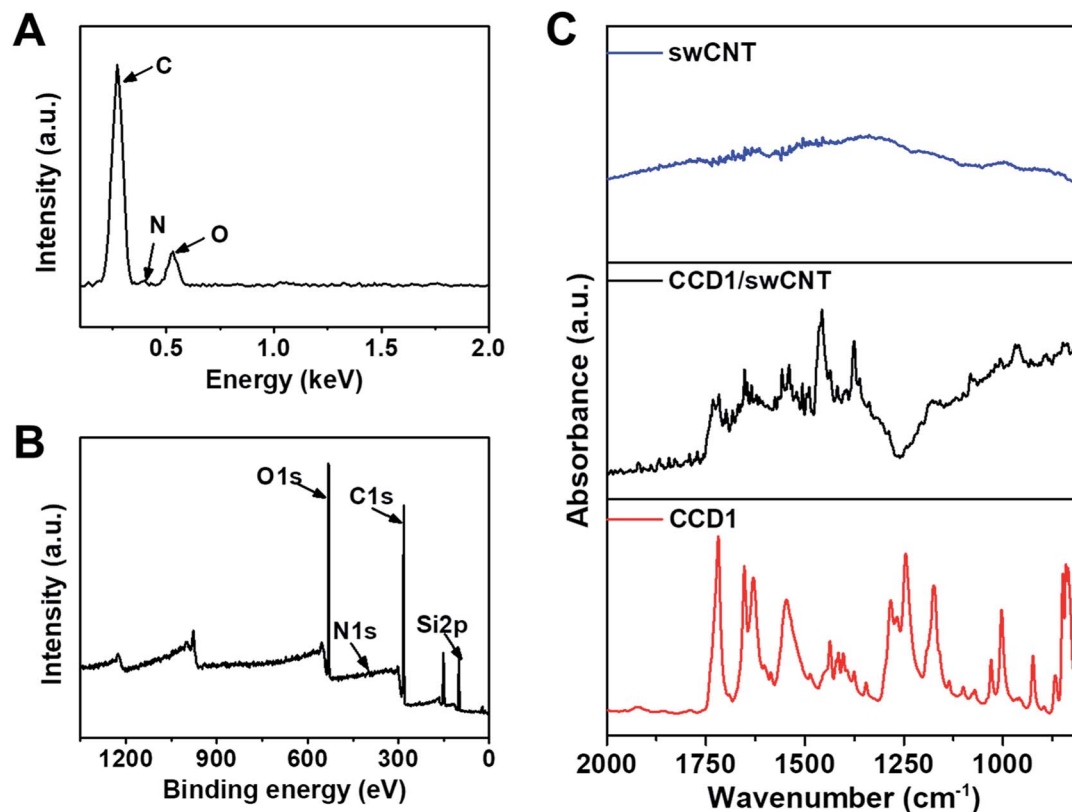 A
C
N
O
Intensity (a.u.)
0.5
1.0
1.5
2.0
Energy (keV)
B
O1s
C1s
N1s
Si2p
Intensity (a.u.)
1200
900
600
300
0
Binding energy (eV)
C
swCNT
CCD1/swCNT
CCD1
Absorbance (a.u.)
2000
1750
1500
1250
1000
Wavenumber (cm⁻¹)